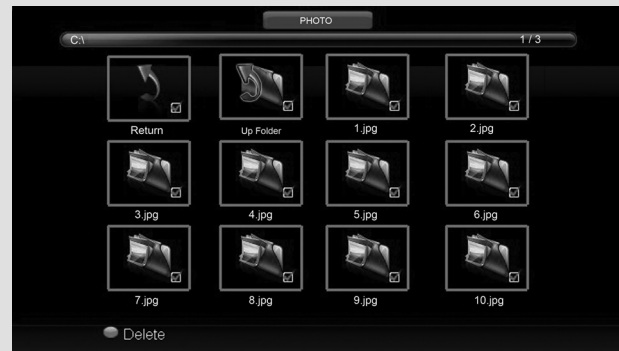 PHOTO
C:\ 1 / 3
Return Up Folder 1.jpg 2.jpg
3.jpg 4.jpg 5.jpg 6.jpg
7.jpg 8.jpg 9.jpg 10.jpg
Delete